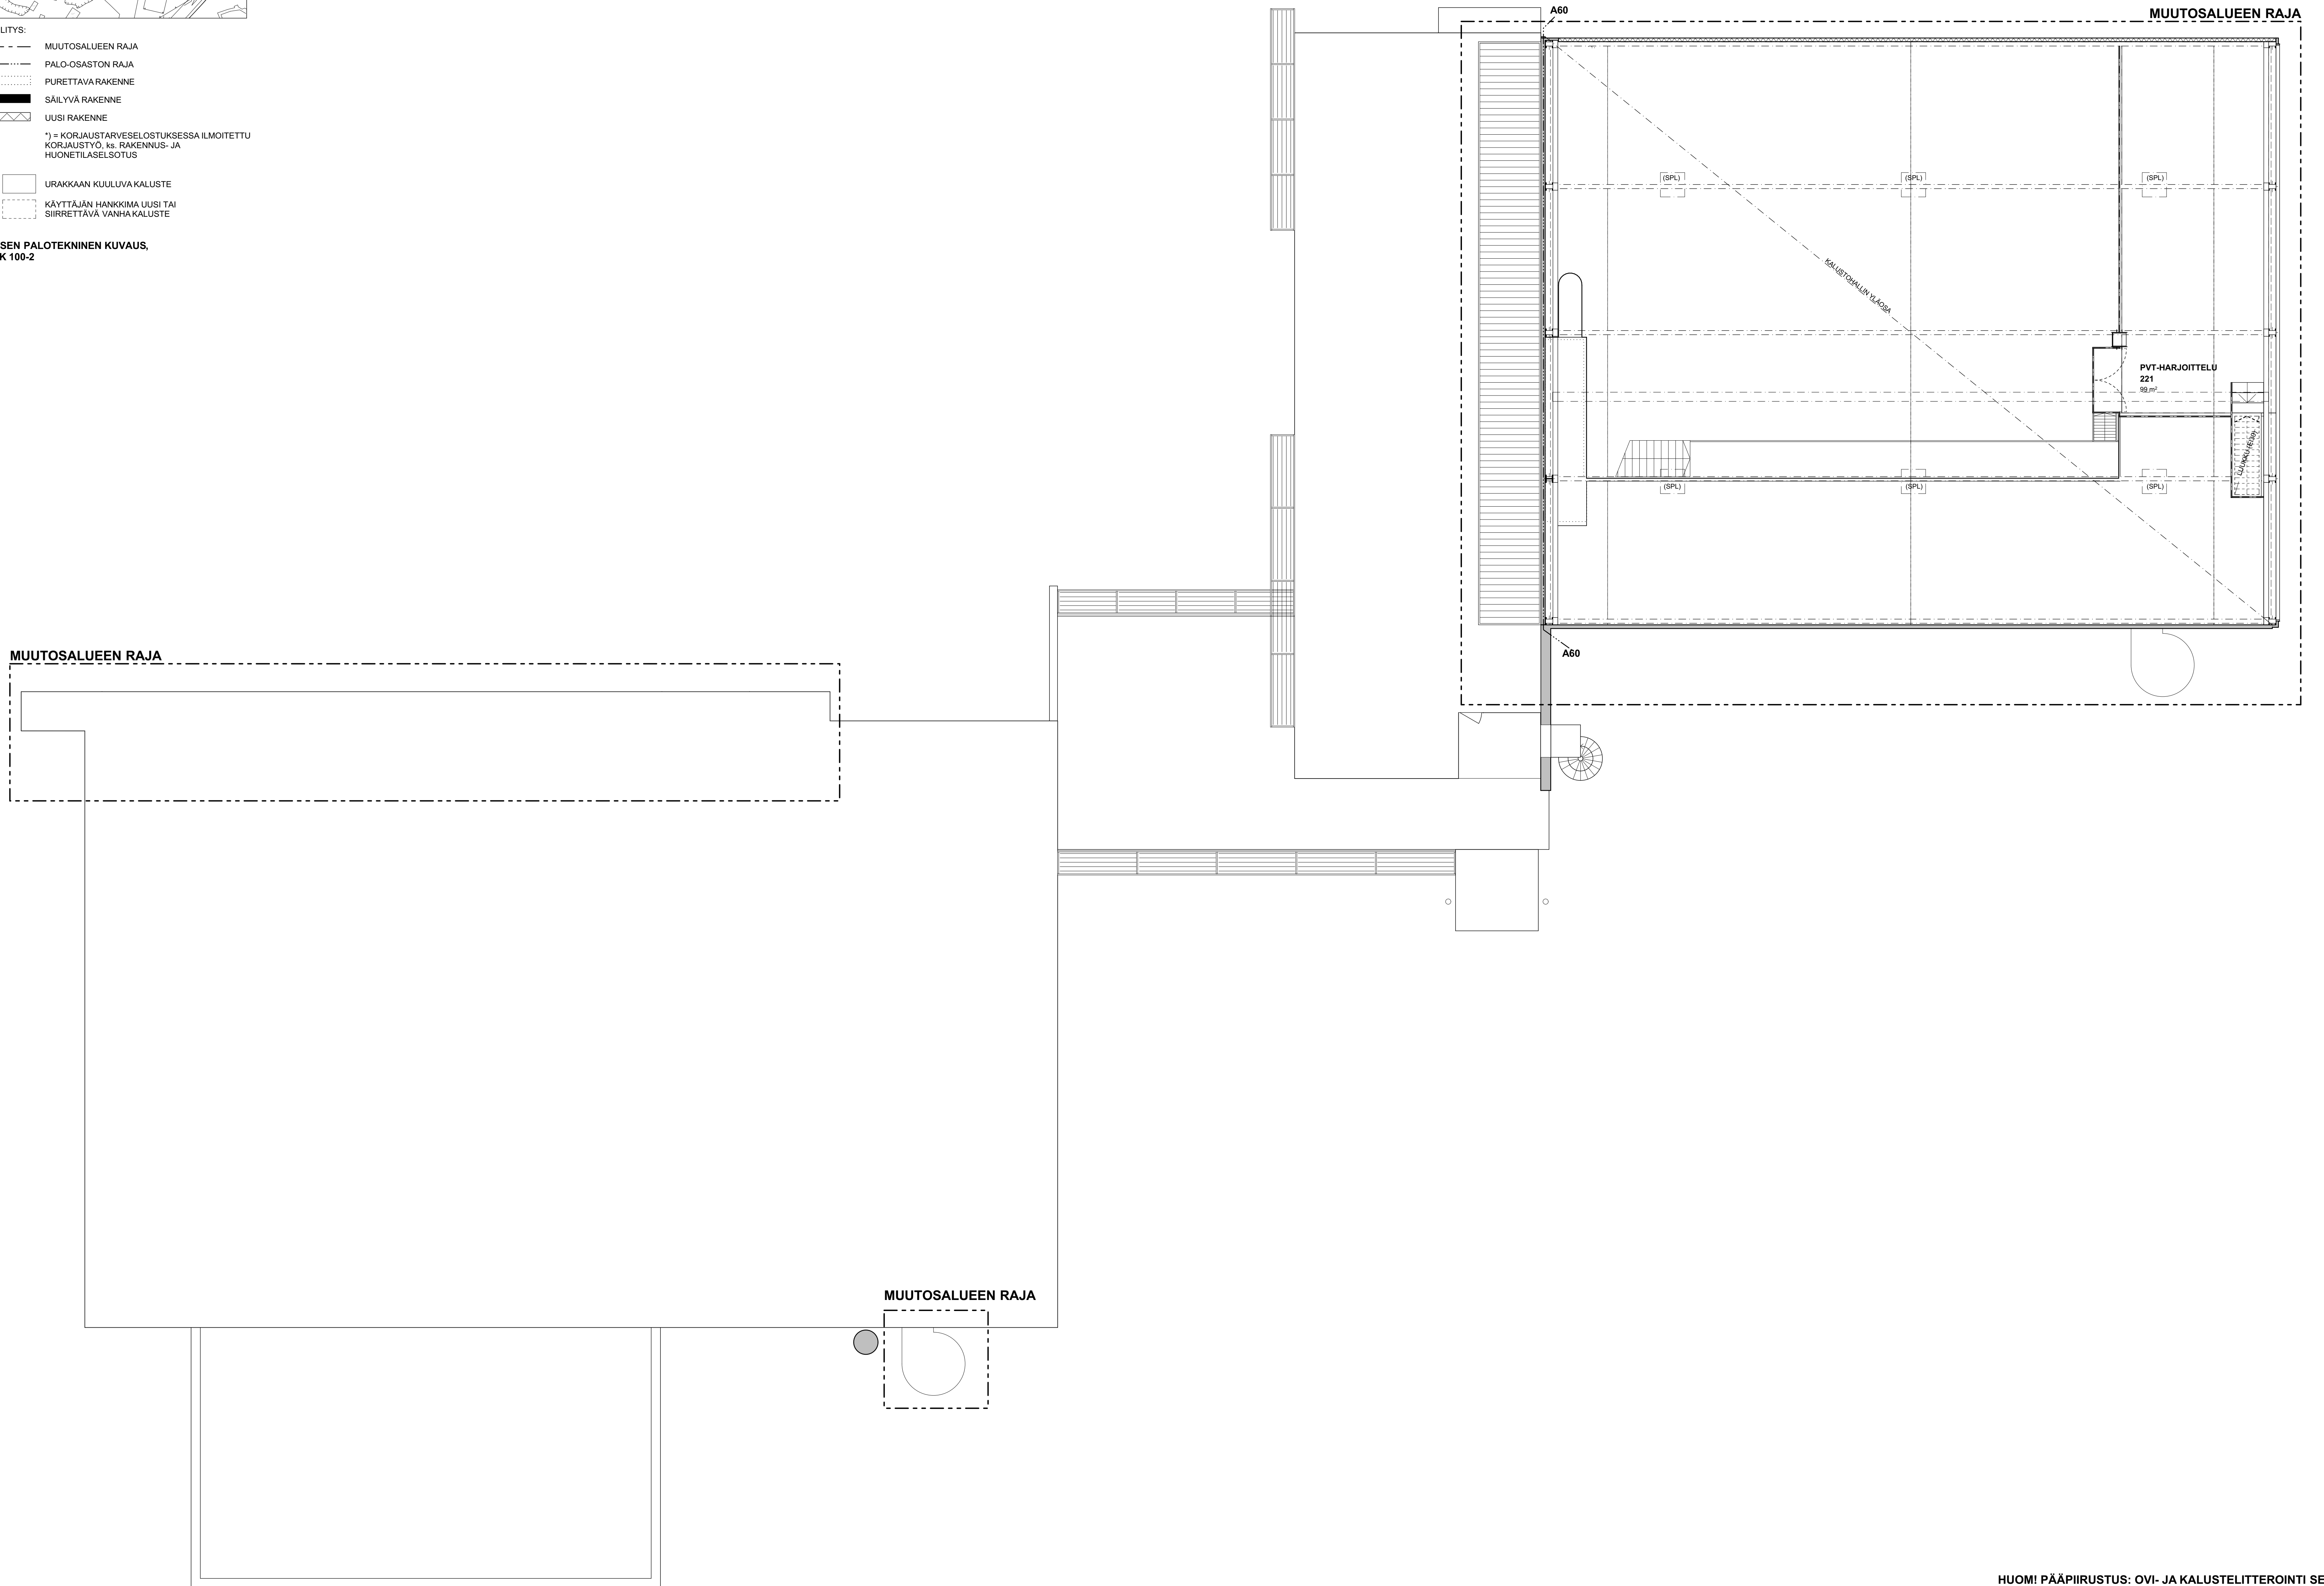 LITYS:
MUUTOSALUEEN RAJA
PALO-OSASTON RAJA
PURETTAVA RAKENNE
SÄILYVÄ RAKENNE
UUSI RAKENNE
*) = KORJAUSTARVESELOSTUKSESSA ILMOITETTU
KORJAUSTYÖ, ks. RAKENNUS- JA
HUONETILASELSOTUS
URAKKAAN KUULUVA KALUSTE
KÄYTTÄJÄN HANKKIMA UUSI TAI
SIIRRETTÄVÄ VANHA KALUSTE
SEN PALOTEKNINEN KUVAUS,
K 100-2
A60
MUUTOSALUEEN RAJA
(SPL)
(SPL)
(SPL)
KALUSTOHALLIN YLÄOSA
PVT-HARJOITTELU
221
99 m²
LUUKKU
(SPL)
(SPL)
(SPL)
A60
MUUTOSALUEEN RAJA
MUUTOSALUEEN RAJA
HUOM! PÄÄPIIRUSTUS: OVI- JA KALUSTELITTEROINTI SE